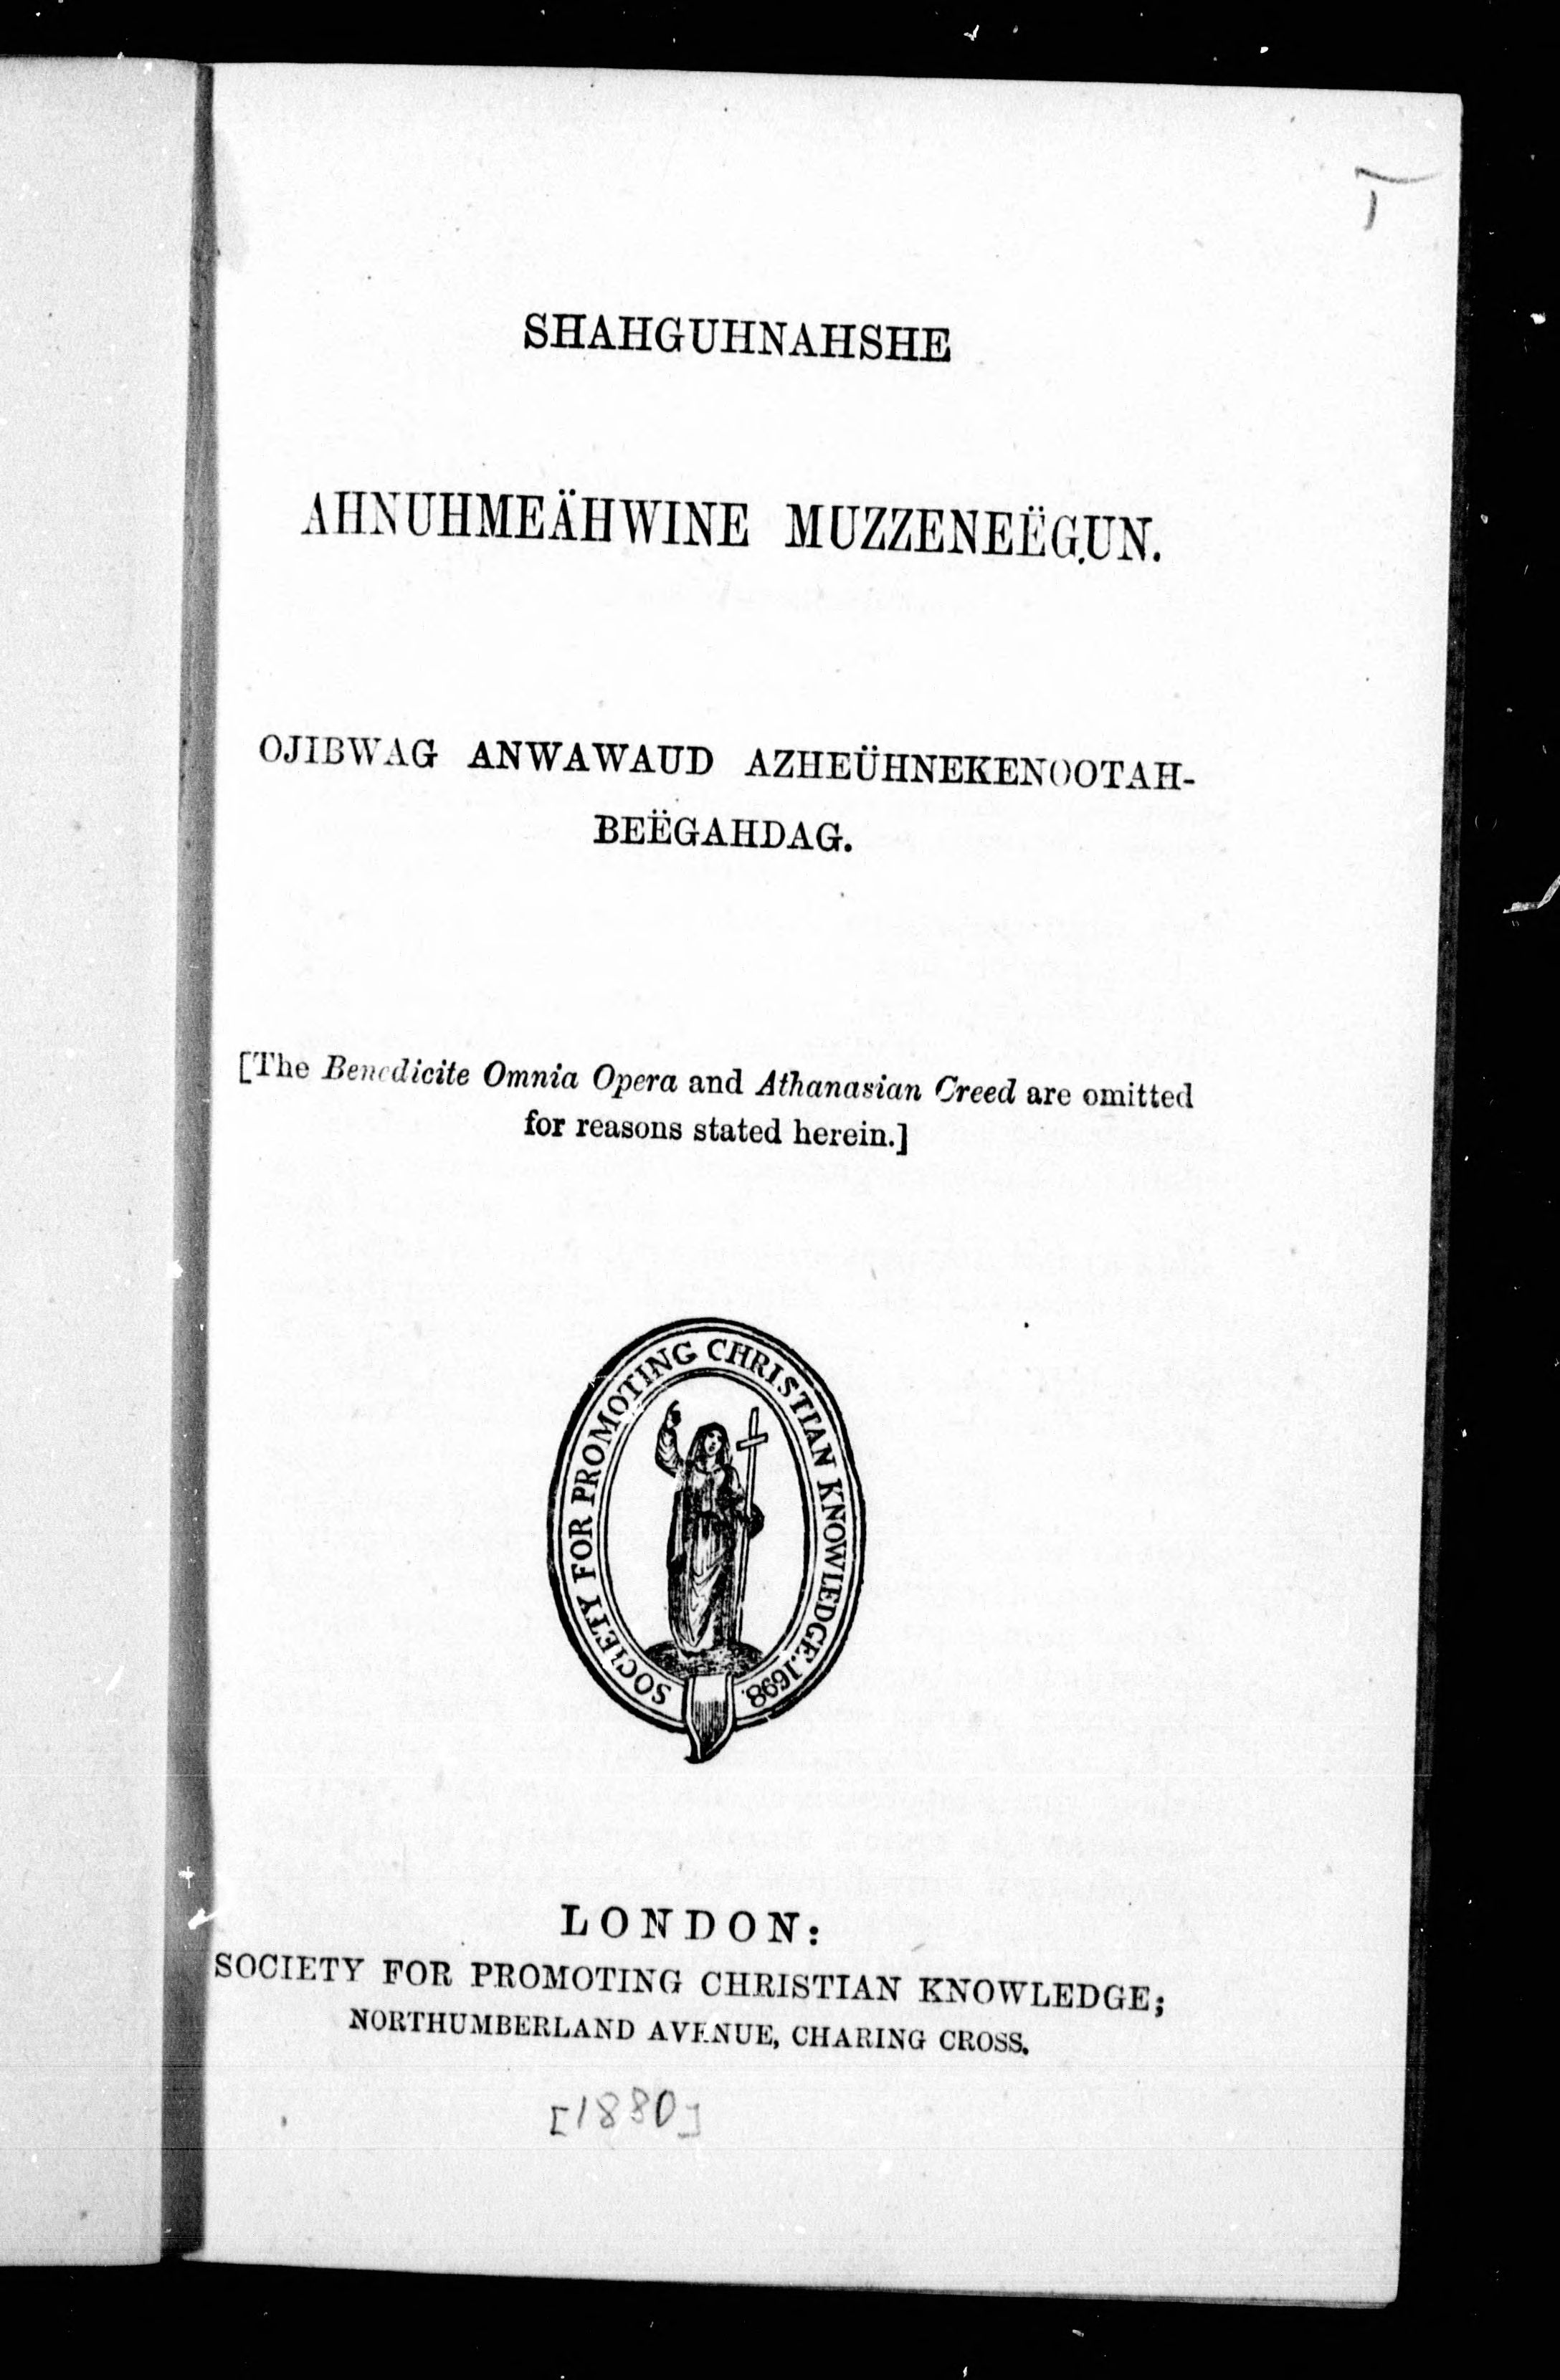 SHAHGUHNAHSHE
AHNUHMEÄHWINE MUZZENEËGUN.
OJIBWAG ANWAWAUD AZHEÜHNEKENOOTAH-
BEËGAHDAG.
[The Benedicite Omnia Opera and Athanasian Creed are omitted
for reasons stated herein.]
SOCIETY FOR PROMOTING CHRISTIAN KNOWLEDGE. 1698.
LONDON:
SOCIETY FOR PROMOTING CHRISTIAN KNOWLEDGE;
NORTHUMBERLAND AVENUE, CHARING CROSS.
[1880]